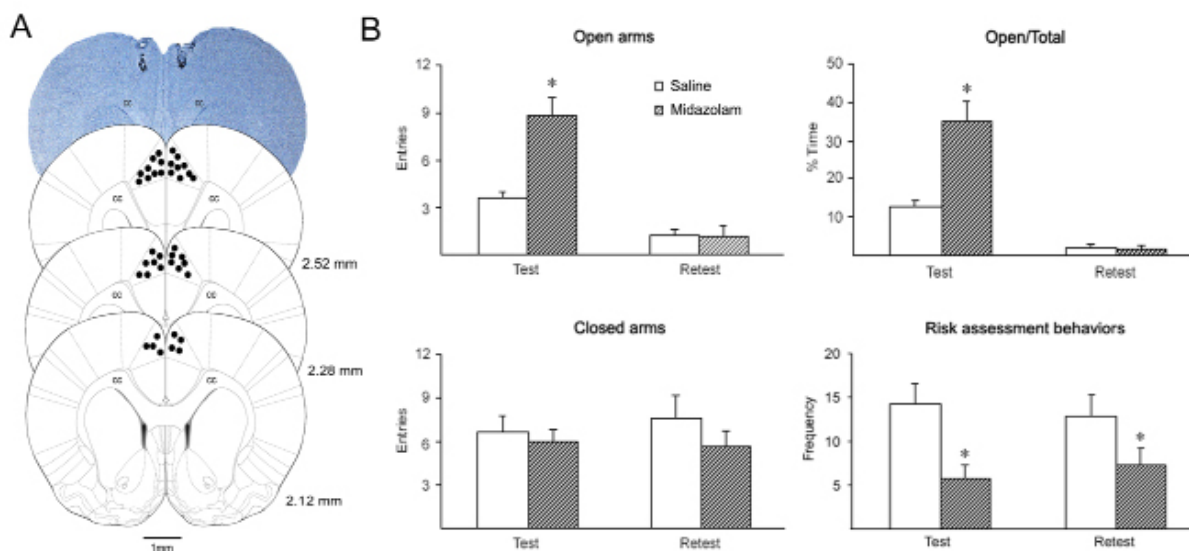 A
cc
cc
cc
cc
2.52 mm
cc
cc
2.28 mm
cc
cc
2.12 mm
1mm
B
Open arms
12
9
6
3
Entries
*
Saline
Midazolam
Test
Retest
Open/Total
50
40
30
20
10
% Time
*
Test
Retest
Closed arms
12
9
6
3
Entries
Test
Retest
Risk assessment behaviors
20
15
10
5
Frequency
*
*
Test
Retest